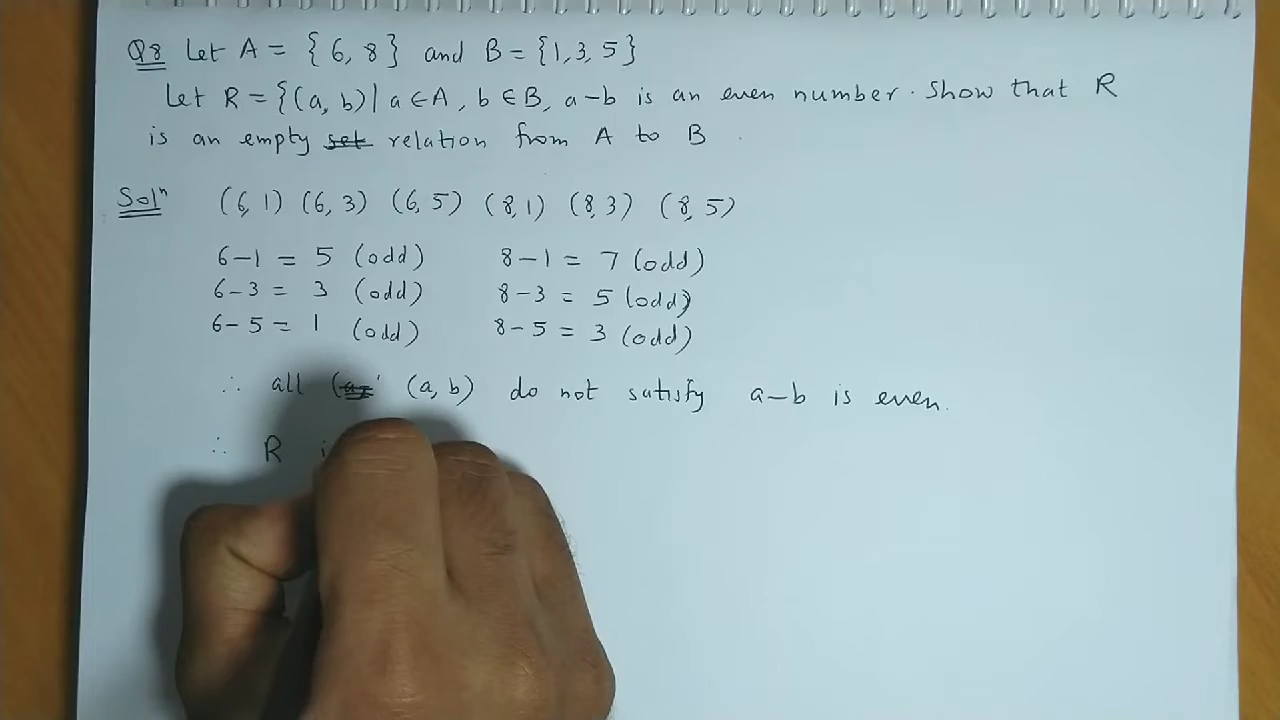 Q8 Let A = { 6, 8 } and B = {1, 3, 5}
Let R = {(a, b) | a ∈ A, b ∈ B, a-b is an even number. Show that R
is an empty set relation from A to B.
Solⁿ (6, 1) (6, 3) (6, 5) (8, 1) (8, 3) (8, 5)
6-1 = 5 (odd) 8-1 = 7 (odd)
6-3 = 3 (odd) 8-3 = 5 (odd)
6-5 = 1 (odd) 8-5 = 3 (odd)
∴ all (a, b) do not satisfy a-b is even.
∴ R